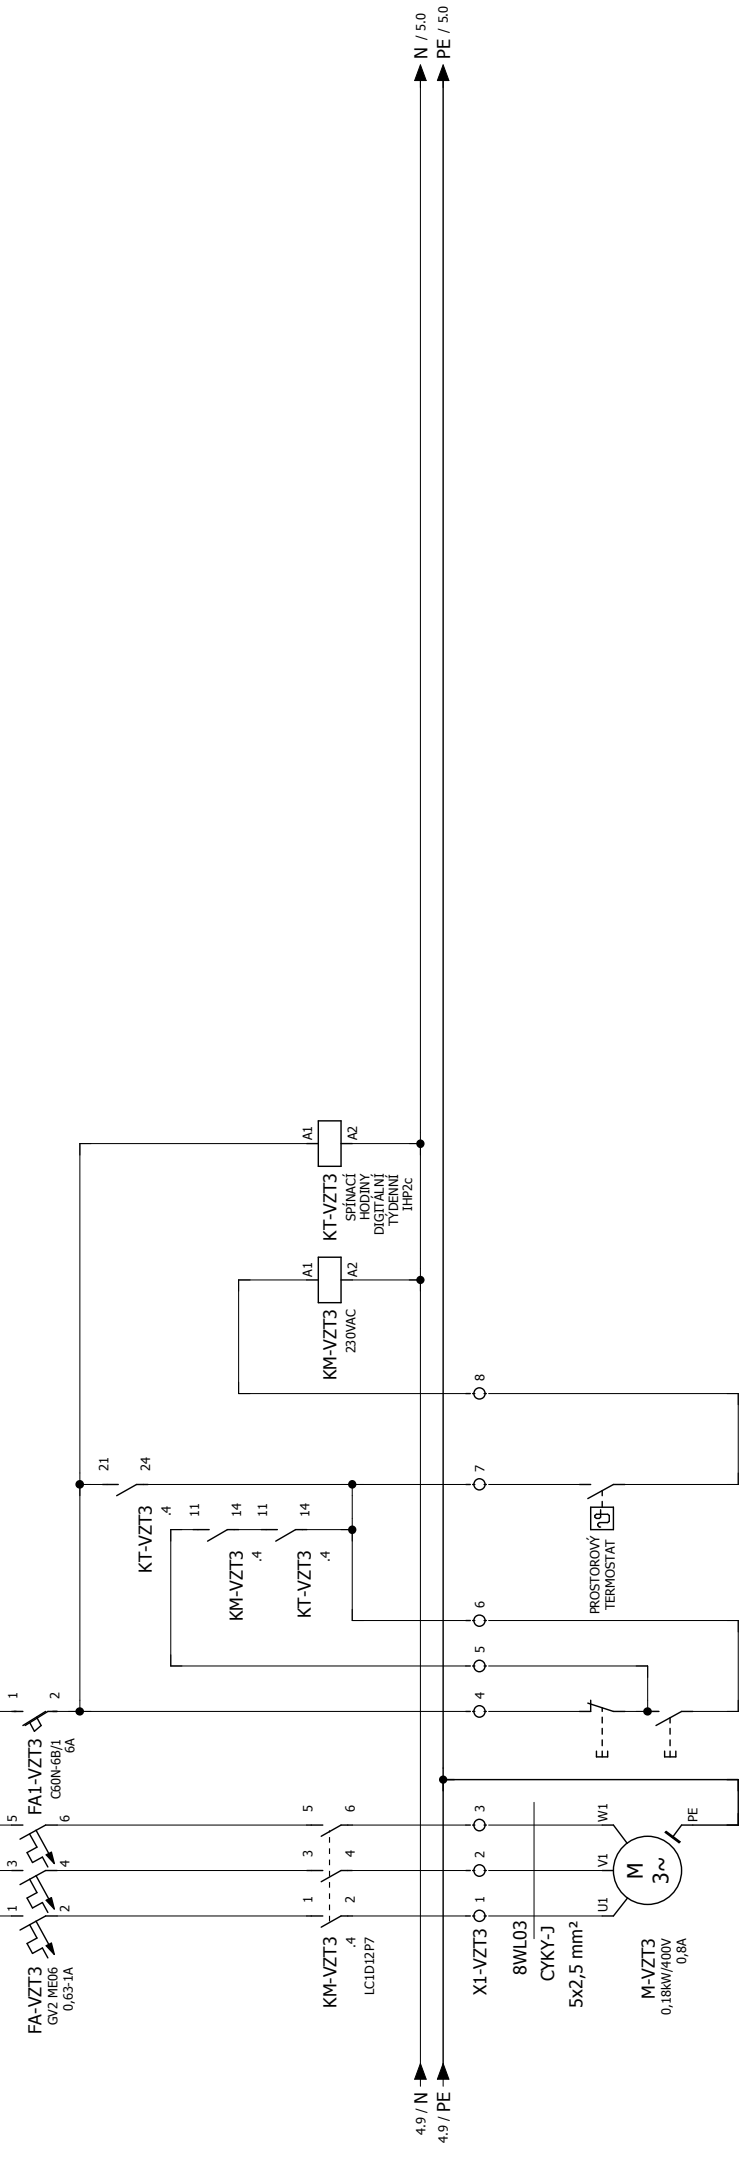 FA-VZT3
GV2 ME06
0,63-1A
1
3
5
2
4
6
FA1-VZT3
C60N-6B/1
6A
1
2
21
24
KT-VZT3
.4
11
14
KM-VZT3
.4
11
14
KT-VZT3
.4
KM-VZT3
.4
LC1D12P7
1
3
5
2
4
6
KM-VZT3
230VAC
A1
A2
KT-VZT3
SPÍNACÍ
HODINY
DIGITÁLNÍ
TÝDENNÍ
IHP2c
A1
A2
4.9 / N
N / 5.0
4.9 / PE
PE / 5.0
X1-VZT3
1
2
3
4
5
6
7
8
8WL03
CYKY-J
5x2,5 mm²
PROSTOROVÝ
TERMOSTAT
ϑ
U1
V1
W1
PE
M
3~
M-VZT3
0,18kW/400V
0,8A